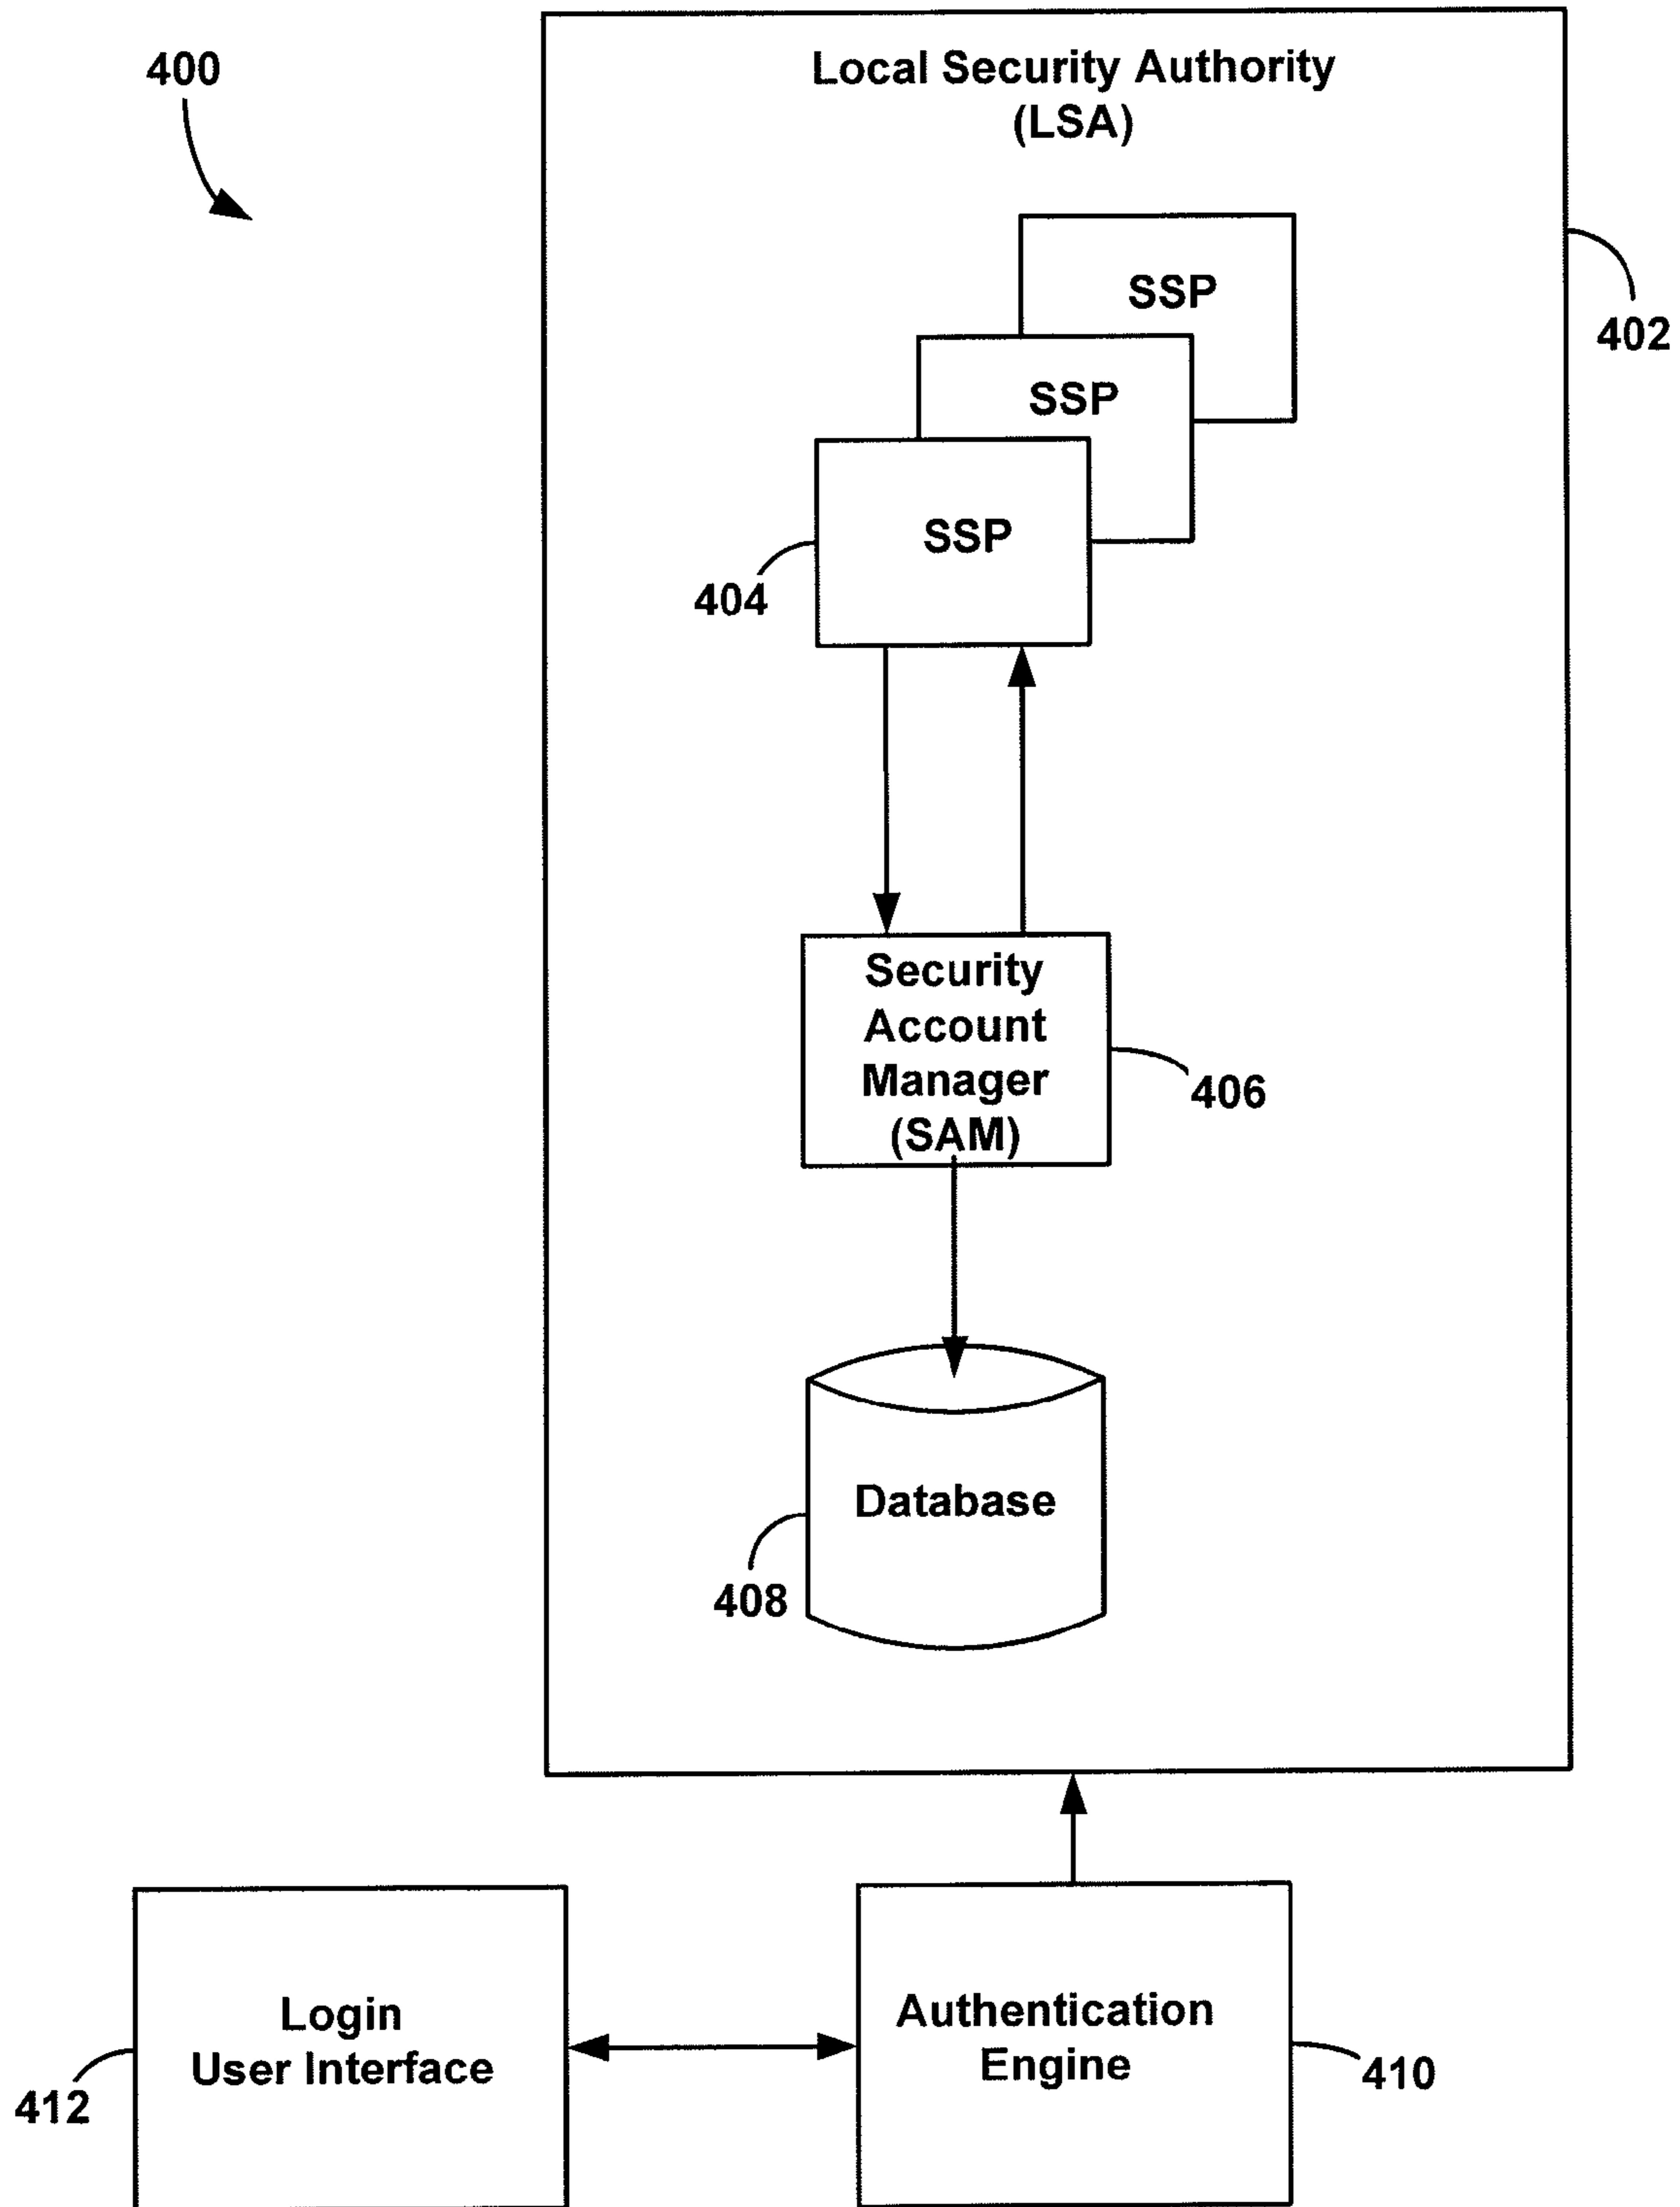 400
Local Security Authority
(LSA)
SSP
402
SSP
SSP
404
Security
Account
Manager
(SAM)
406
Database
408
Login
User Interface
412
Authentication
Engine
410